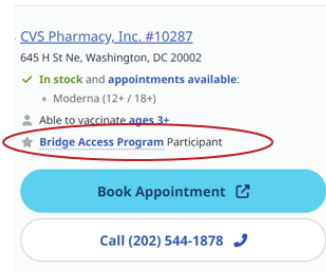 CVS Pharmacy, Inc. #10287
645 H St Ne, Washington, DC 20002
In stock and appointments available:
Moderna (12+ / 18+)
Able to vaccinate ages 3+
Bridge Access Program Participant
Book Appointment
Call (202) 544-1878